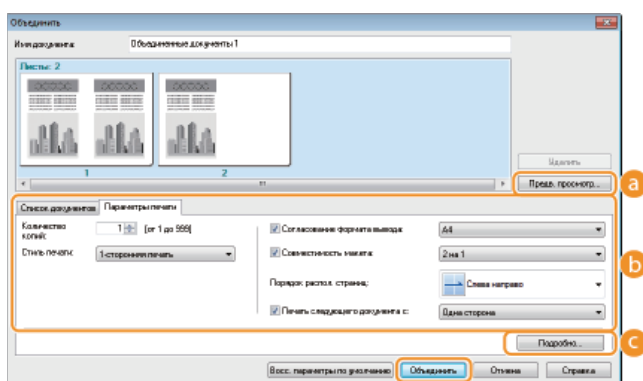 Объединить
Имя документа: Объединенные документы 1
Листы: 2
1 2
Удалить
Предв. просмотр... a
Список документов Параметры печати
Количество копий: 1 [от 1 до 999]
Стиль печати: 1-сторонняя печать
Согласование формата вывода: A4
Совместимость макета: 2 на 1
Порядок распол. страниц: Слева направо
Печать следующего документа с: Одна сторона
b
Подробно... c
Восс. параметры по умолчанию Объединить Отмена Справка